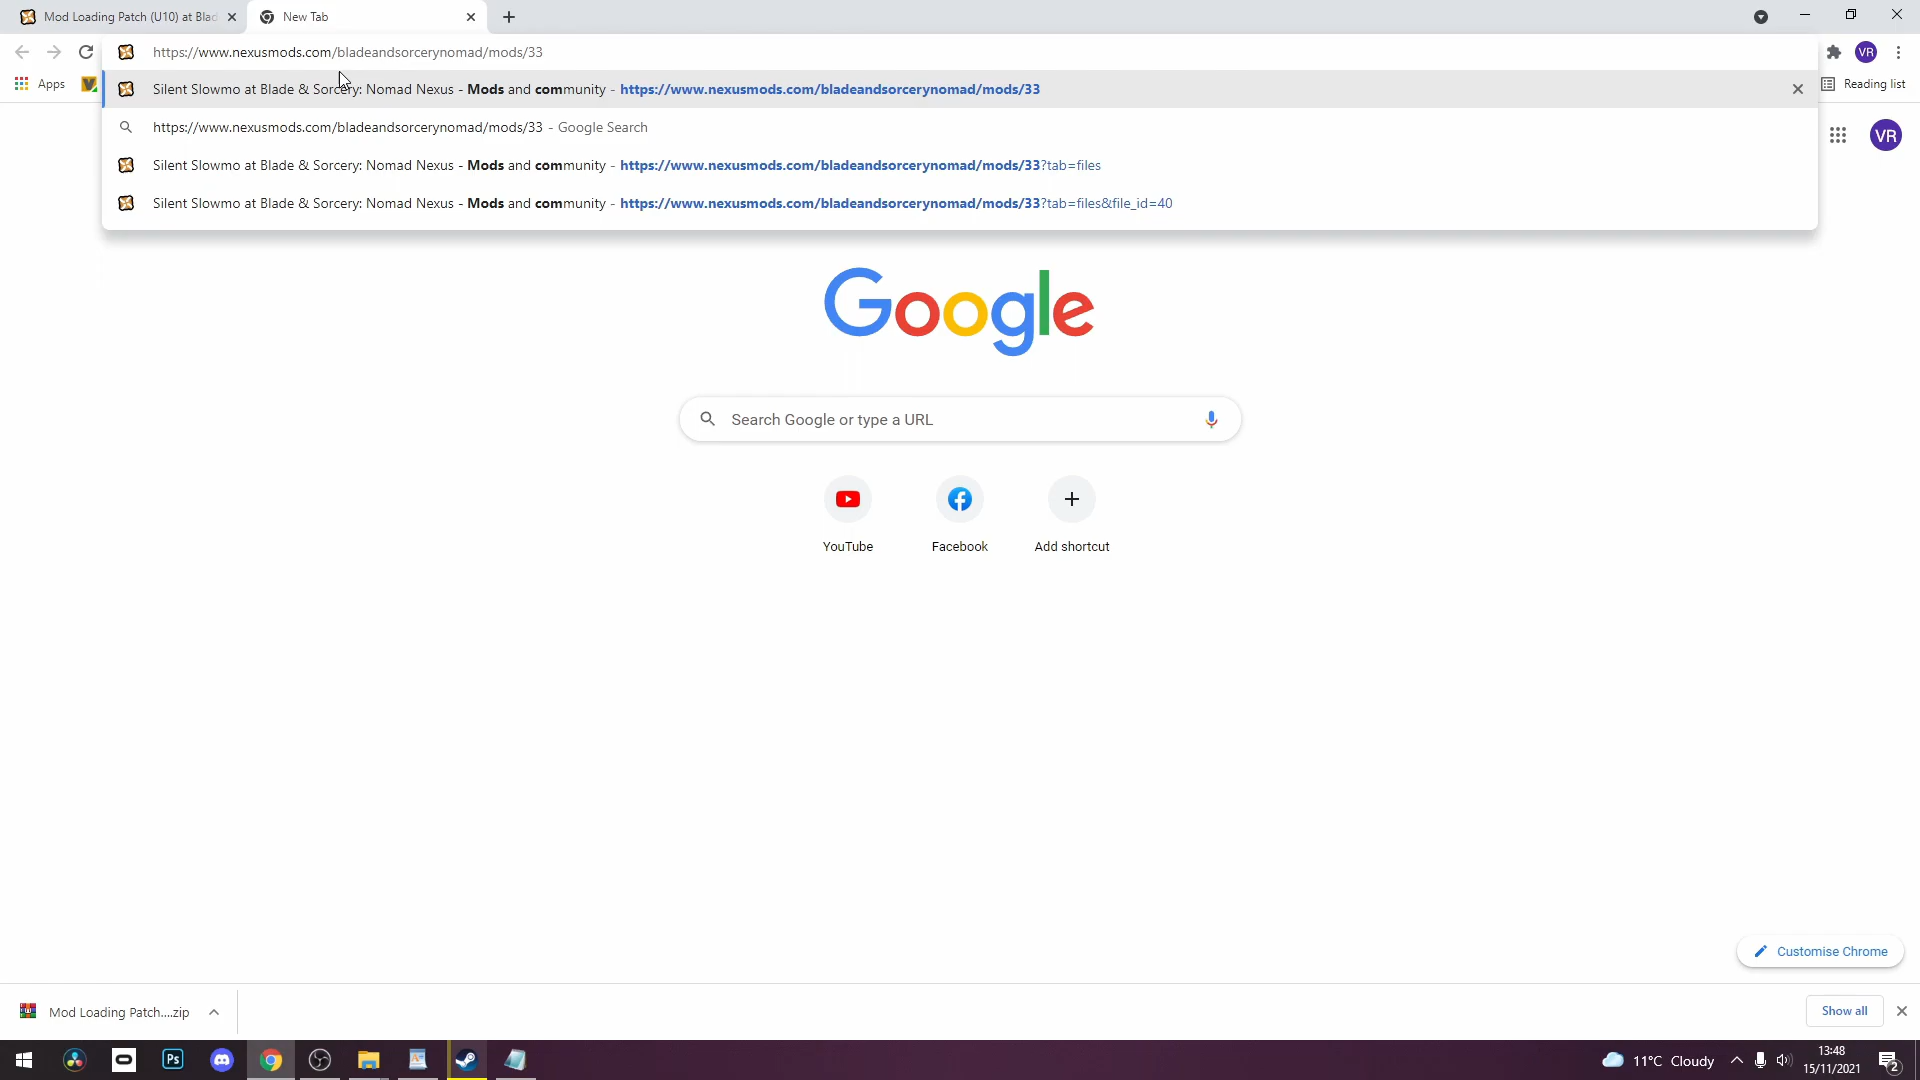 Mod Loading Patch (U10) at Blad
New Tab
https://www.nexusmods.com/bladeandsorcerynomad/mods/33
VR
Apps
Silent Slowmo at Blade & Sorcery: Nomad Nexus - Mods and community - https://www.nexusmods.com/bladeandsorcerynomad/mods/33
Reading list
https://www.nexusmods.com/bladeandsorcerynomad/mods/33 - Google Search
VR
Silent Slowmo at Blade & Sorcery: Nomad Nexus - Mods and community - https://www.nexusmods.com/bladeandsorcerynomad/mods/33?tab=files
Silent Slowmo at Blade & Sorcery: Nomad Nexus - Mods and community - https://www.nexusmods.com/bladeandsorcerynomad/mods/33?tab=files&file_id=40
Google
Search Google or type a URL
YouTube
Facebook
Add shortcut
Customise Chrome
Mod Loading Patch....zip
Show all
Ps
11°C Cloudy
13:48
15/11/2021
2